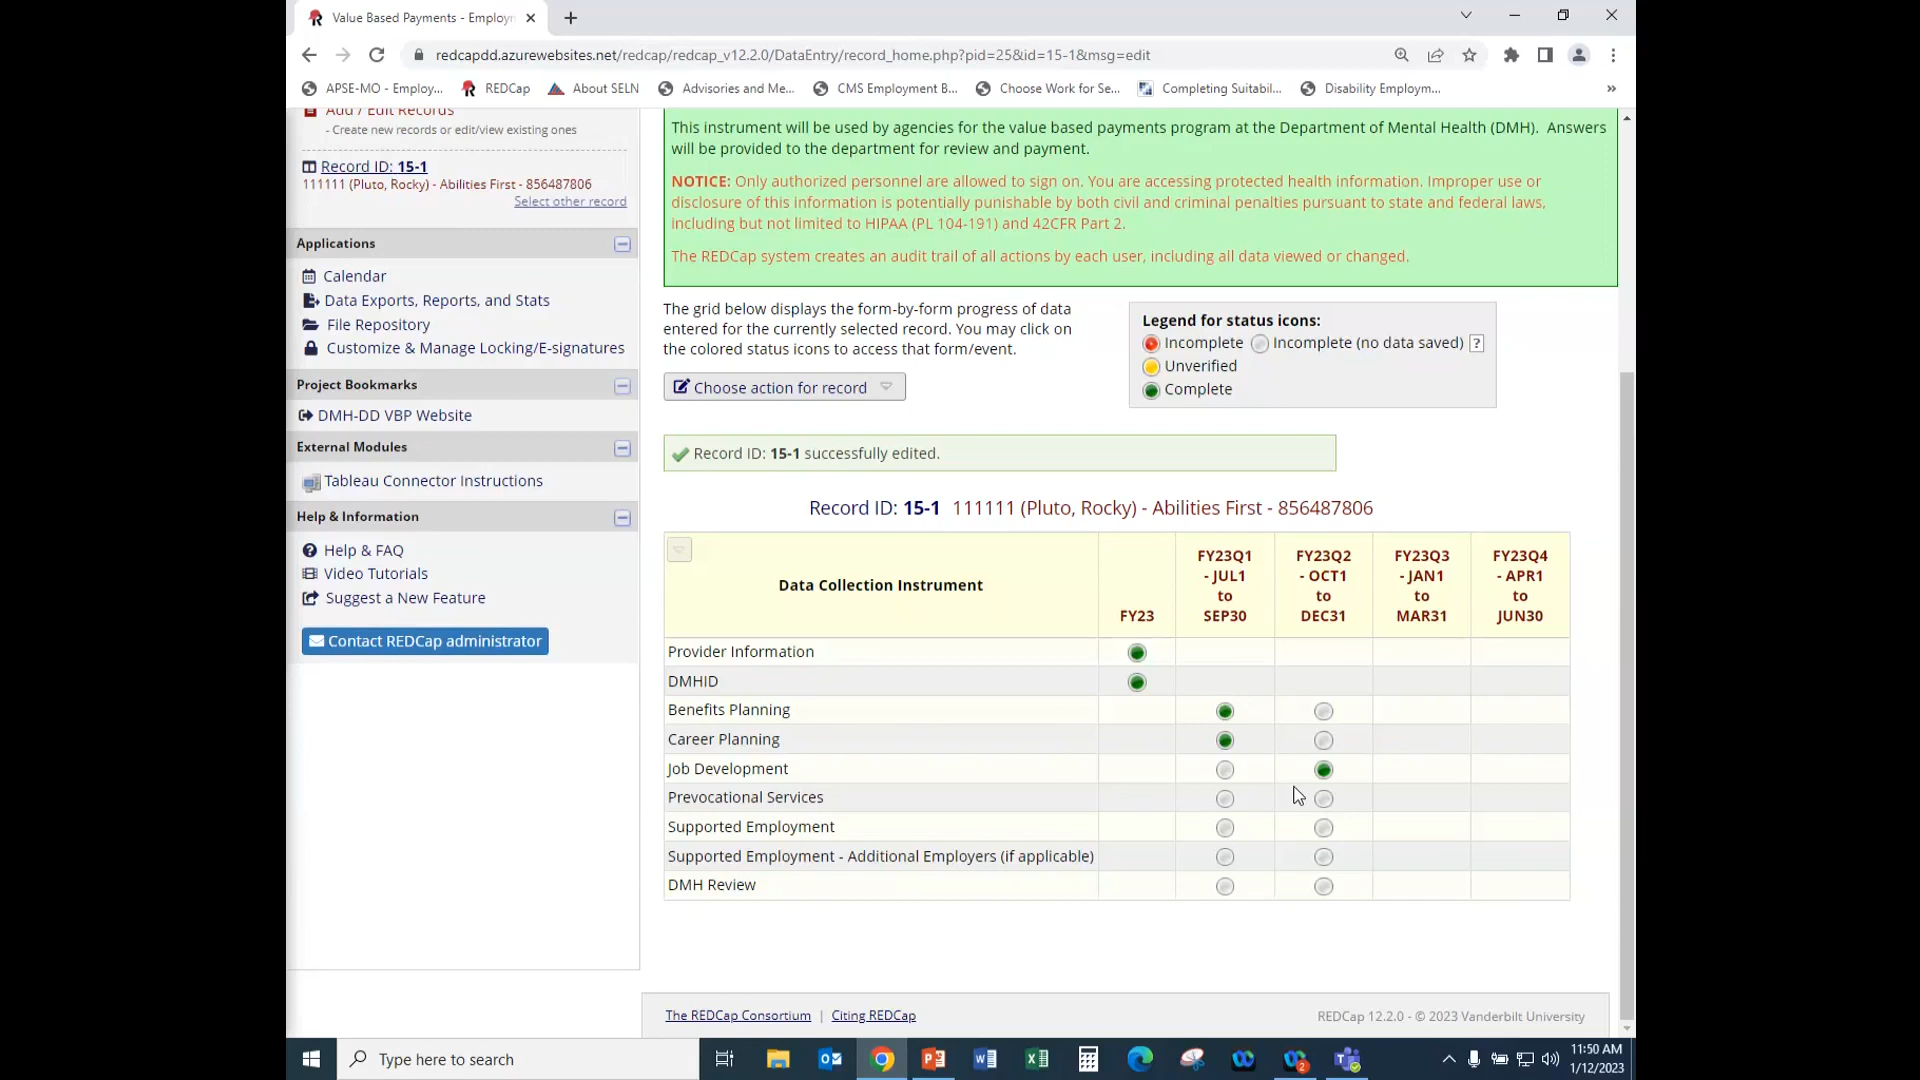 Value Based Payments - Employm
redcapdd.azurewebsites.net/redcap/redcap_v12.2.0/DataEntry/record_home.php?pid=25&id=15-1&msg=edit
APSE-MO - Employ... REDCap About SELN Advisories and Me... CMS Employment B... Choose Work for Se... Completing Suitabil... Disability Employm... »
Add / Edit Records
- Create new records or edit/view existing ones
Record ID: 15-1
111111 (Pluto, Rocky) - Abilities First - 856487806
Select other record
Applications
Calendar
Data Exports, Reports, and Stats
File Repository
Customize & Manage Locking/E-signatures
Project Bookmarks
DMH-DD VBP Website
External Modules
Tableau Connector Instructions
Help & Information
Help & FAQ
Video Tutorials
Suggest a New Feature
Contact REDCap administrator
This instrument will be used by agencies for the value based payments program at the Department of Mental Health (DMH). Answers
will be provided to the department for review and payment.
NOTICE: Only authorized personnel are allowed to sign on. You are accessing protected health information. Improper use or
disclosure of this information is potentially punishable by both civil and criminal penalties pursuant to state and federal laws,
including but not limited to HIPAA (PL 104-191) and 42CFR Part 2.
The REDCap system creates an audit trail of all actions by each user, including all data viewed or changed.
The grid below displays the form-by-form progress of data
entered for the currently selected record. You may click on
the colored status icons to access that form/event.
Choose action for record
Legend for status icons:
Incomplete Incomplete (no data saved) ?
Unverified
Complete
Record ID: 15-1 successfully edited.
Record ID: 15-1 111111 (Pluto, Rocky) - Abilities First - 856487806
Data Collection Instrument
FY23
FY23Q1
- JUL1
to
SEP30
FY23Q2
- OCT1
to
DEC31
FY23Q3
- JAN1
to
MAR31
FY23Q4
- APR1
to
JUN30
Provider Information
DMHID
Benefits Planning
Career Planning
Job Development
Prevocational Services
Supported Employment
Supported Employment - Additional Employers (if applicable)
DMH Review
The REDCap Consortium | Citing REDCap
REDCap 12.2.0 - © 2023 Vanderbilt University
Type here to search
11:50 AM
1/12/2023